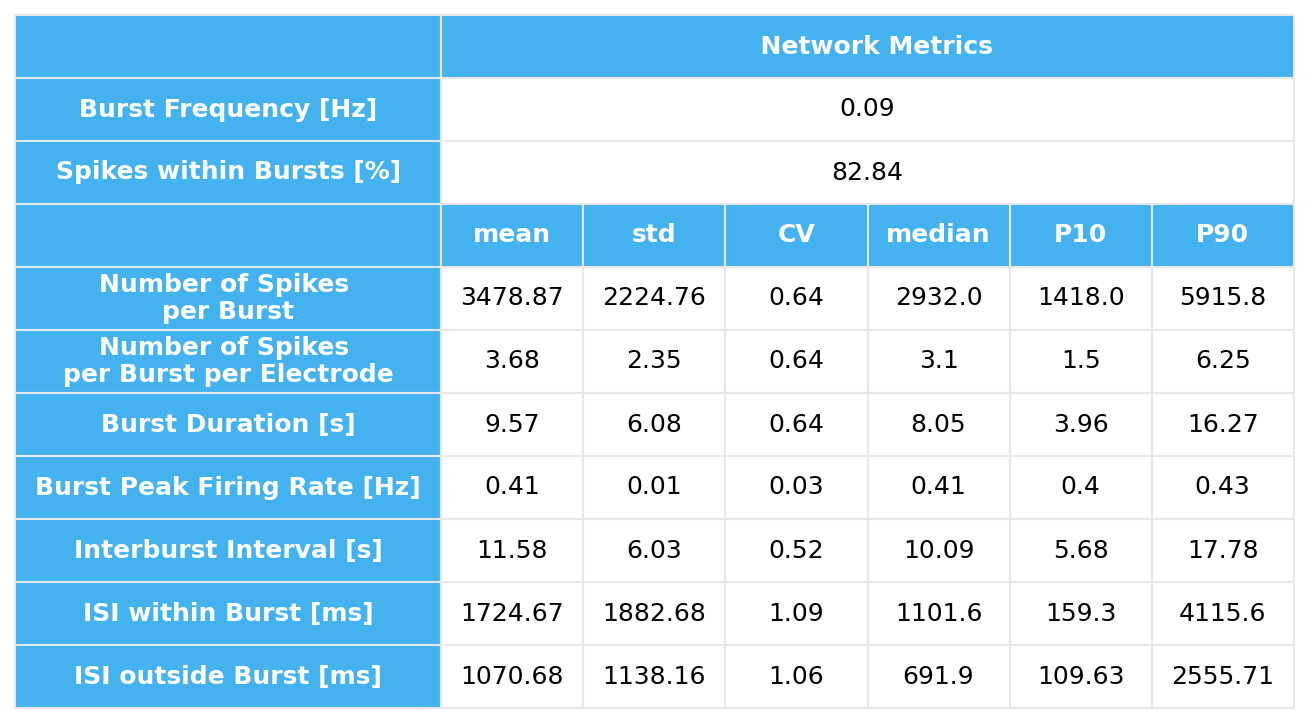 Network Metrics
Burst Frequency [Hz] 0.09
Spikes within Bursts [%] 82.84
mean std CV median P10 P90
Number of Spikes
per Burst 3478.87 2224.76 0.64 2932.0 1418.0 5915.8
Number of Spikes
per Burst per Electrode 3.68 2.35 0.64 3.1 1.5 6.25
Burst Duration [s] 9.57 6.08 0.64 8.05 3.96 16.27
Burst Peak Firing Rate [Hz] 0.41 0.01 0.03 0.41 0.4 0.43
Interburst Interval [s] 11.58 6.03 0.52 10.09 5.68 17.78
ISI within Burst [ms] 1724.67 1882.68 1.09 1101.6 159.3 4115.6
ISI outside Burst [ms] 1070.68 1138.16 1.06 691.9 109.63 2555.71